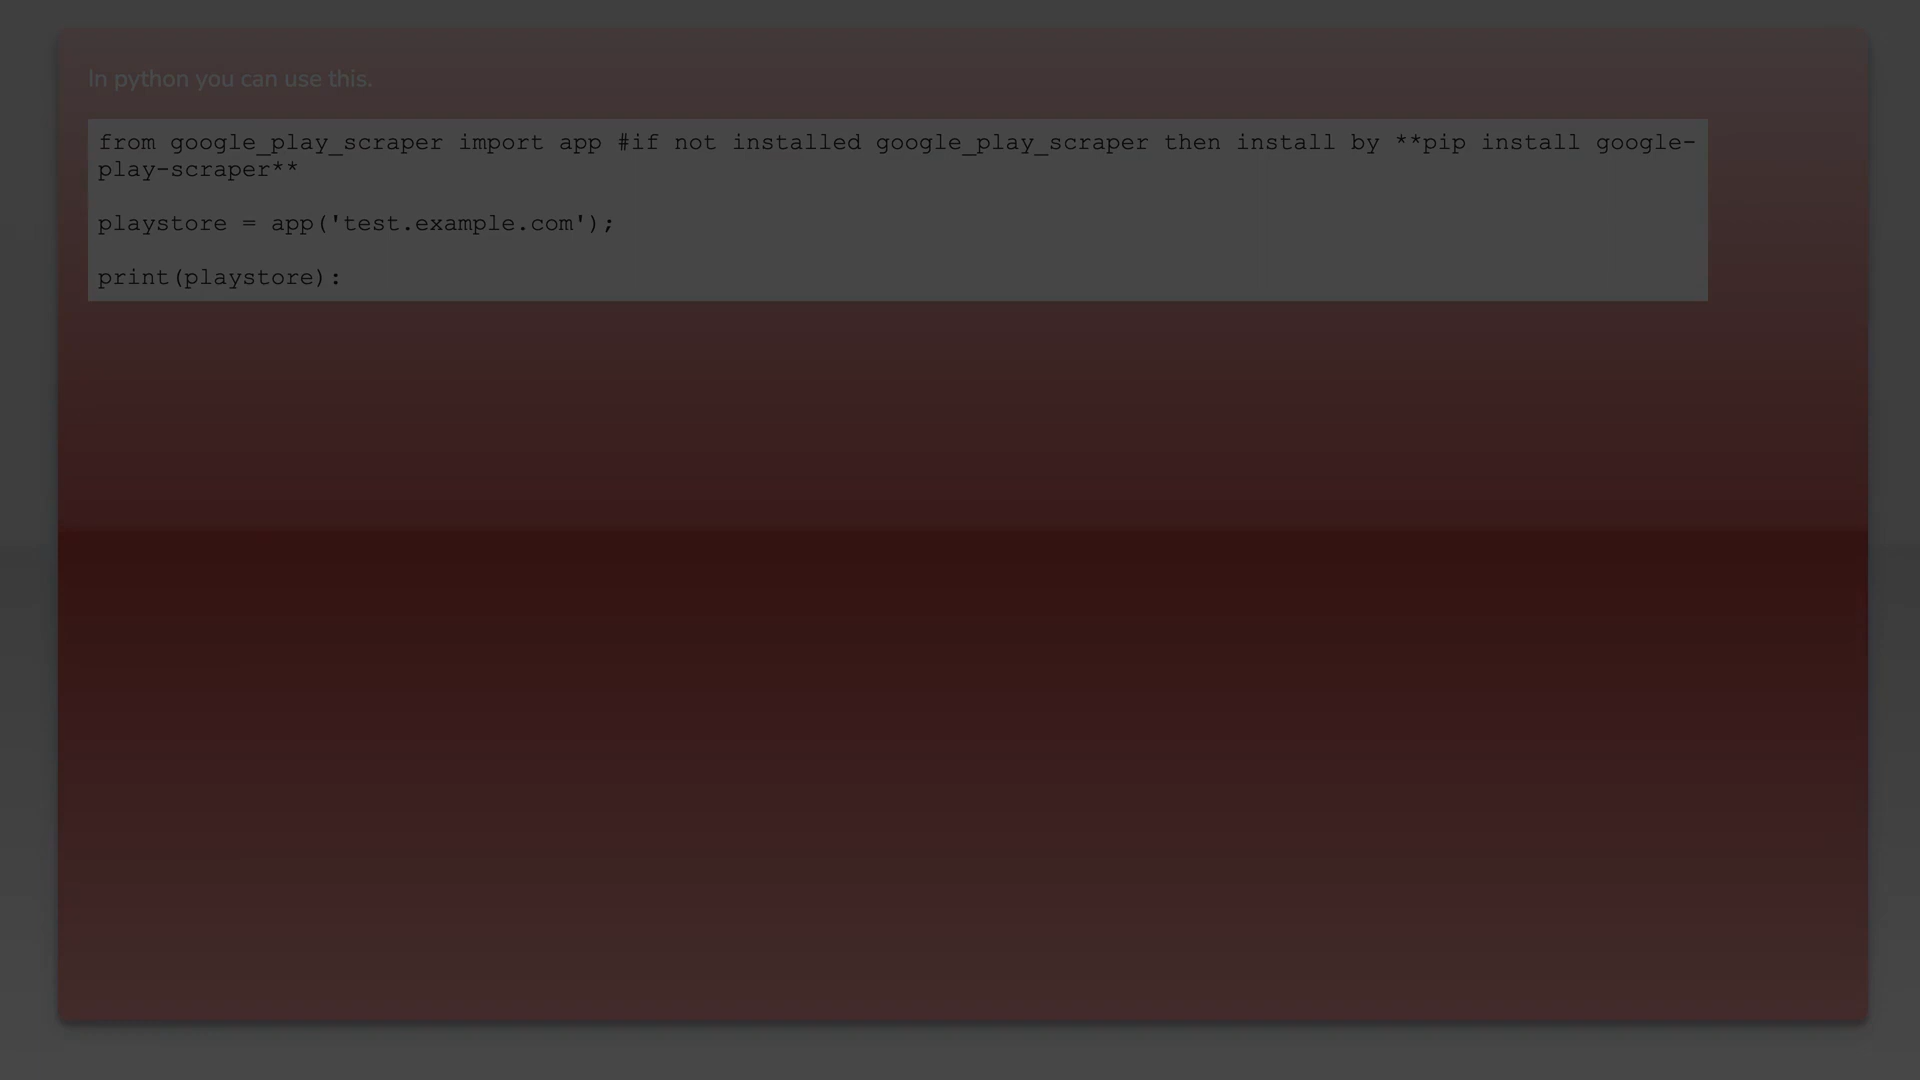 In python you can use this.
from google_play_scraper import app #if not installed google_play_scraper then install by **pip install google-
play-scraper**
playstore = app('test.example.com');
print(playstore):